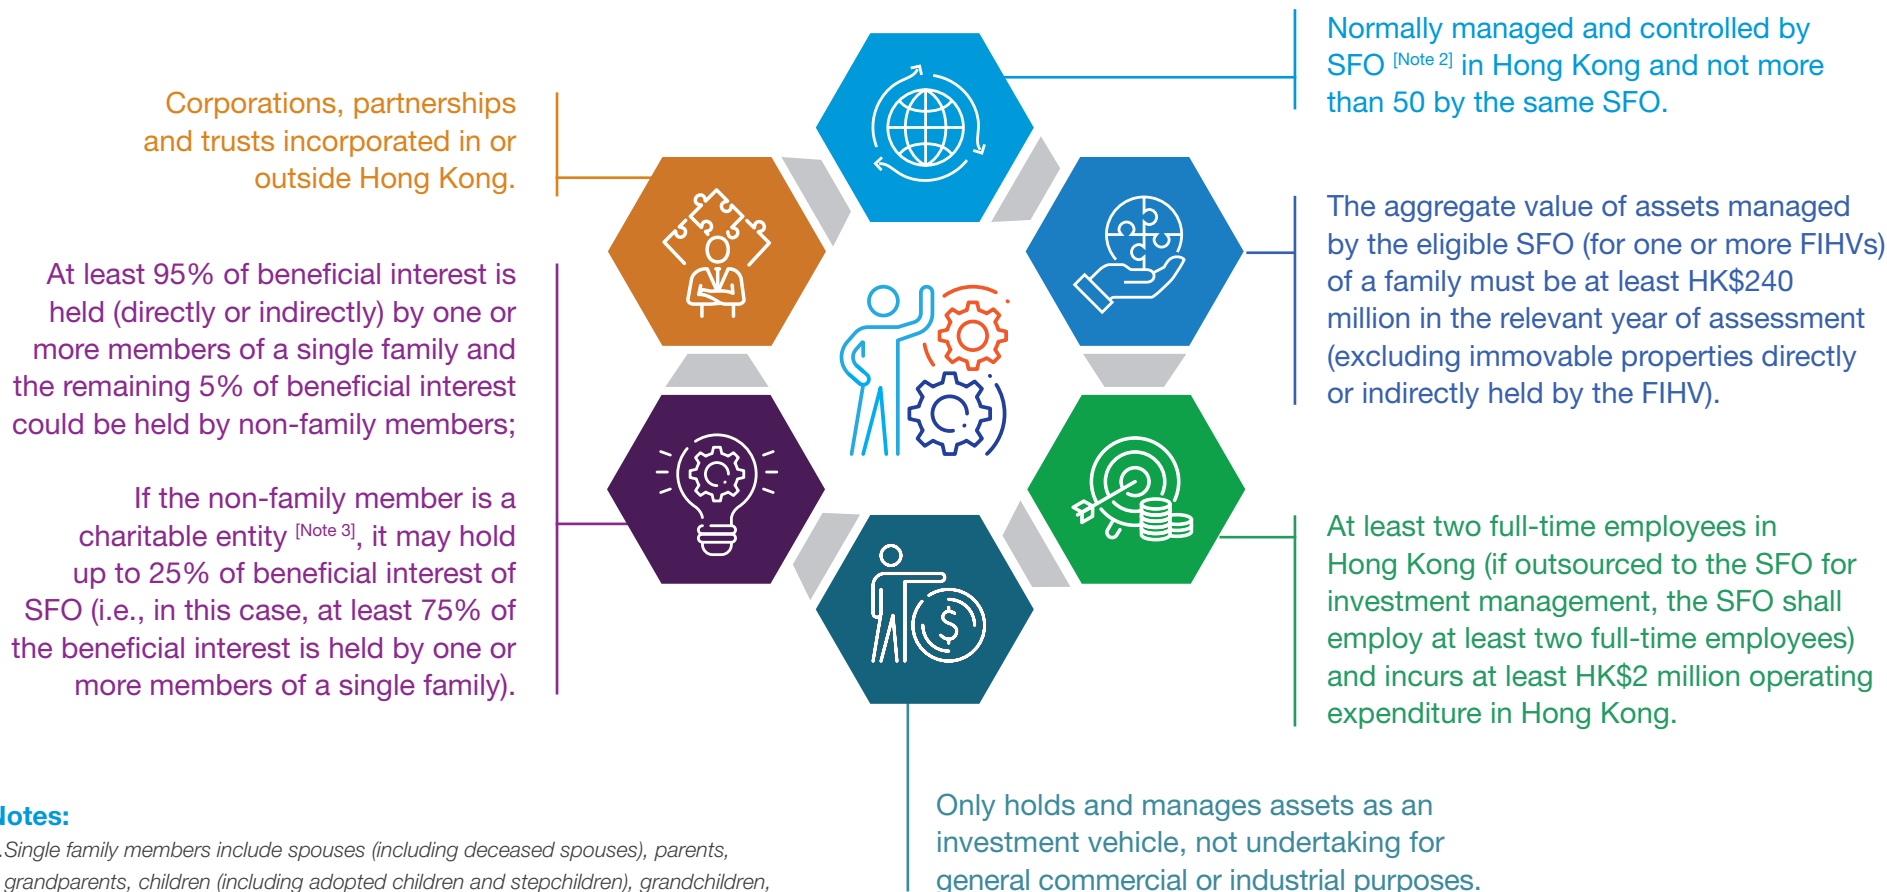 Corporations, partnerships
and trusts incorporated in or
outside Hong Kong.
At least 95% of beneficial interest is
held (directly or indirectly) by one or
more members of a single family and
the remaining 5% of beneficial interest
could be held by non-family members;
If the non-family member is a
charitable entity [Note 3], it may hold
up to 25% of beneficial interest of
SFO (i.e., in this case, at least 75% of
the beneficial interest is held by one or
more members of a single family).
Normally managed and controlled by
SFO [Note 2] in Hong Kong and not more
than 50 by the same SFO.
The aggregate value of assets managed
by the eligible SFO (for one or more FIHVs)
of a family must be at least HK$240
million in the relevant year of assessment
(excluding immovable properties directly
or indirectly held by the FIHV).
At least two full-time employees in
Hong Kong (if outsourced to the SFO for
investment management, the SFO shall
employ at least two full-time employees)
and incurs at least HK$2 million operating
expenditure in Hong Kong.
Only holds and manages assets as an
investment vehicle, not undertaking for
general commercial or industrial purposes.
Notes:
.Single family members include spouses (including deceased spouses), parents,
grandparents, children (including adopted children and stepchildren), grandchildren,